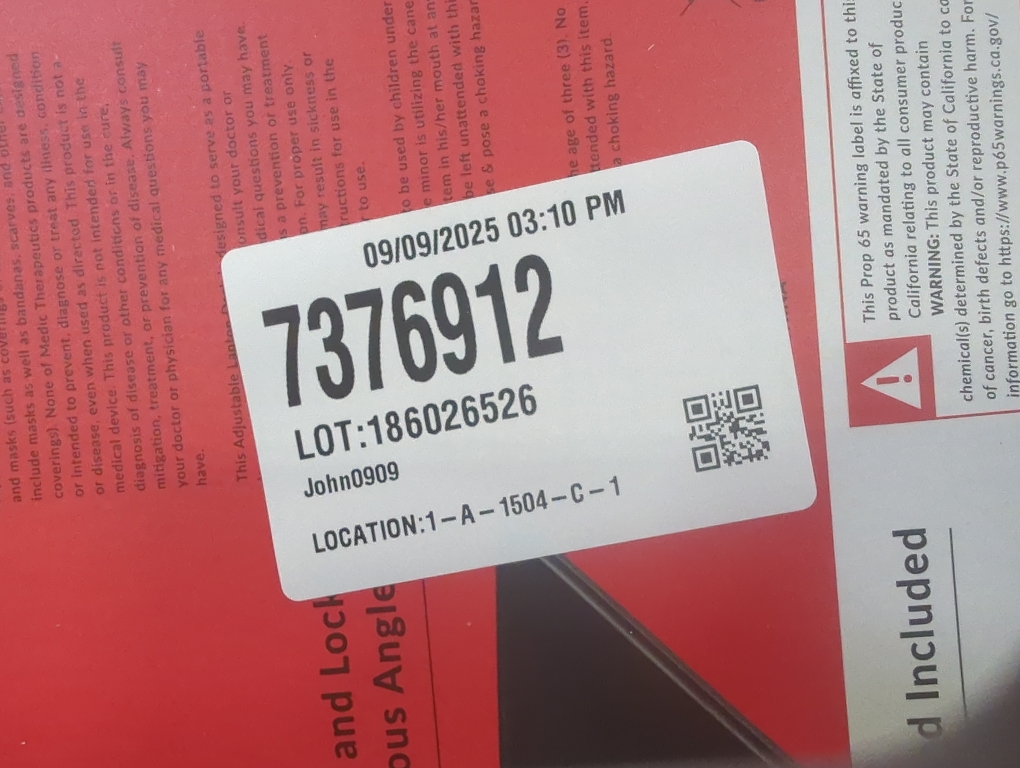 09/09/2025 03:10 PM
7376912
LOT:186026526
John0909
LOCATION:1-A-1504-C-1
and masks (such as
include masks as well as bandanas, scarves, and other
coverings). None of Medic Therapeutics products are designed
or intended to prevent, diagnose or treat any illness, condition
or disease, even when used as directed. This product is not a
medical device. This product is not intended for use in the
diagnosis of disease or other conditions or in the cure,
mitigation, treatment, or prevention of disease. Always consult
your doctor or physician for any medical questions you may
have.
This Adjustable designed to serve as a portable
onsult your doctor or
dical questions you may have.
s a prevention or treatment
on. For proper use only.
may result in sickness or
ructions for use in the
r to use.
to be used by children under
e minor is utilizing the cane
tem in his/her mouth at any
be left unattended with this
se & pose a choking hazar
he age of three (3). No
tended with this item.
a choking hazard.
This Prop 65 warning label is affixed to thi
product as mandated by the State of
California relating to all consumer produc
WARNING: This product may contain
chemical(s) determined by the State of California to ca
of cancer, birth defects and/or reproductive harm. For
information go to https://www.p65warnings.ca.gov/
and Lock
ous Angle
d Included